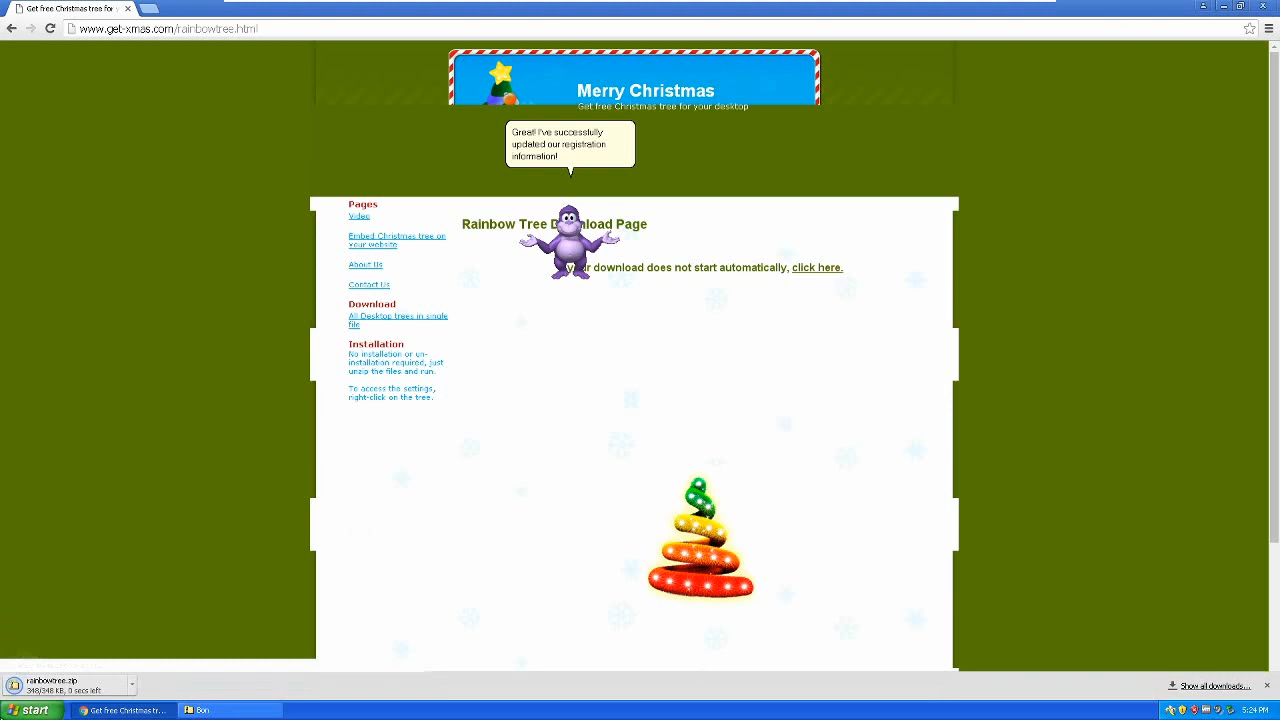 Get free Christmas tree for y
www.get-xmas.com/rainbowtree.html
Merry Christmas
Get free Christmas tree for your desktop
Great! I've successfully
updated our registration
information!
Pages
Video
Embed Christmas tree on
your website
About Us
Contact Us
Download
All Desktop trees in single
file
Installation
No installation or un-
installation required, just
unzip the files and run.
To access the settings,
right-click on the tree.
Rainbow Tree Download Page
your download does not start automatically, click here.
rainbowtree.zip
348/348 KB, 0 secs left
Show all downloads...
start
Get free Christmas tr...
Bon
5:24 PM